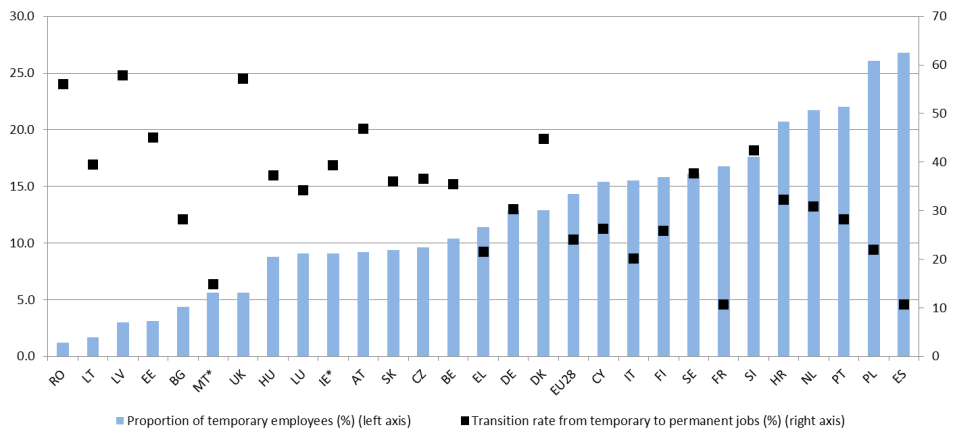 30.0
25.0
20.0
15.0
10.0
5.0
0.0
70
60
50
40
30
20
10
0
RO
LT
LV
EE
BG
MT*
UK
HU
LU
IE*
AT
SK
CZ
BE
EL
DE
DK
EU28
CY
IT
FI
SE
FR
SI
HR
NL
PT
PL
ES
Proportion of temporary employees (%) (left axis)
Transition rate from temporary to permanent jobs (%) (right axis)